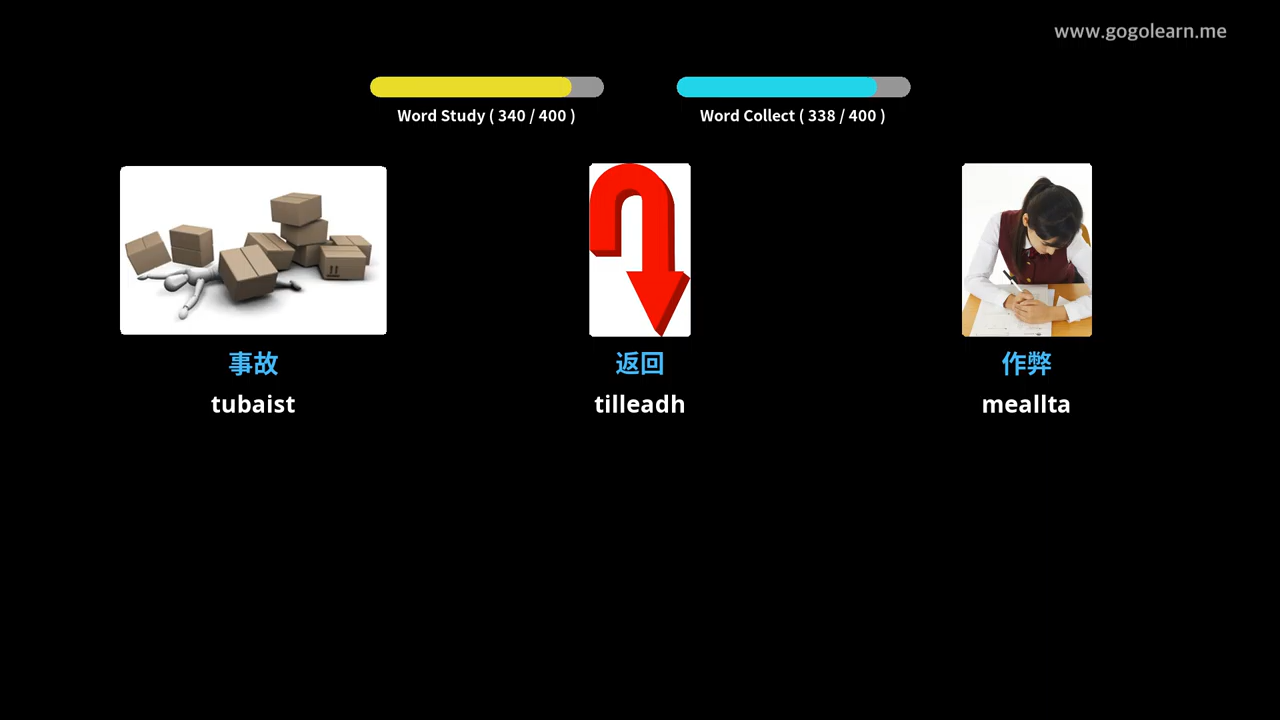 www.gogolearn.me
Word Study ( 340 / 400 )
Word Collect ( 338 / 400 )
事故
返回
作弊
tubaist
tilleadh
meallta